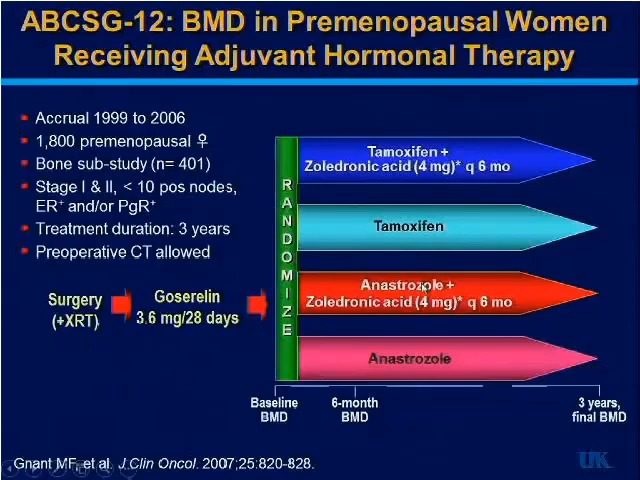 ABCSG-12: BMD in Premenopausal Women
Receiving Adjuvant Hormonal Therapy
Accrual 1999 to 2006
1,800 premenopausal ♀
Bone sub-study (n= 401)
Stage I & II, < 10 pos nodes,
ER+ and/or PgR+
Treatment duration: 3 years
Preoperative CT allowed
Surgery
(+XRT)
Goserelin
3.6 mg/28 days
RANDOMIZE
Tamoxifen +
Zoledronic acid (4 mg)* q 6 mo
Tamoxifen
Anastrozole +
Zoledronic acid (4 mg)* q 6 mo
Anastrozole
Baseline
BMD
6-month
BMD
3 years,
final BMD
Gnant MF, et al. J Clin Oncol. 2007;25:820-828.
UK